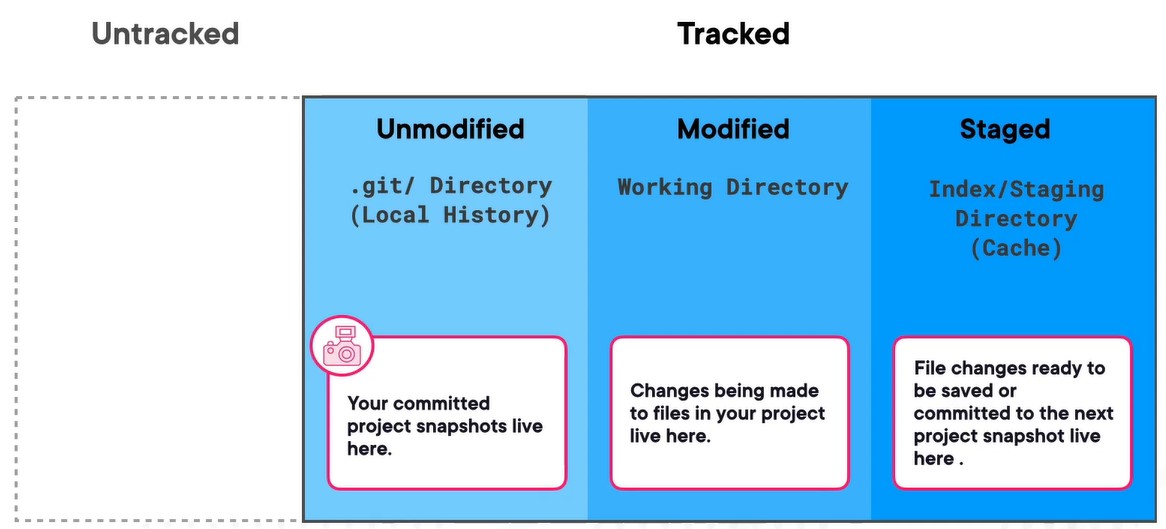 Untracked
Tracked
Unmodified
.git/ Directory
(Local History)
Your committed
project snapshots live
here.
Modified
Working Directory
Changes being made
to files in your project
live here.
Staged
Index/Staging
Directory
(Cache)
File changes ready to
be saved or
committed to the next
project snapshot live
here .